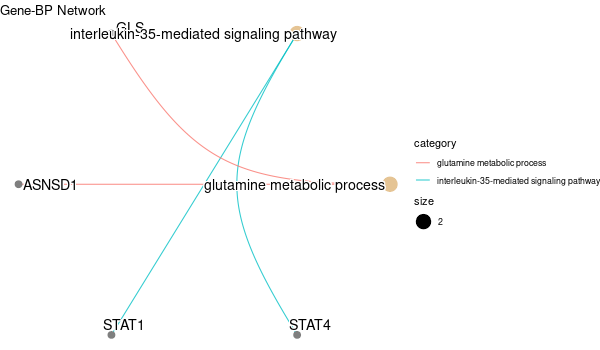 Gene-BP Network
GLS
interleukin-35-mediated signaling pathway
category
glutamine metabolic process
interleukin-35-mediated signaling pathway
ASNSD1
glutamine metabolic process
size
2
STAT1
STAT4